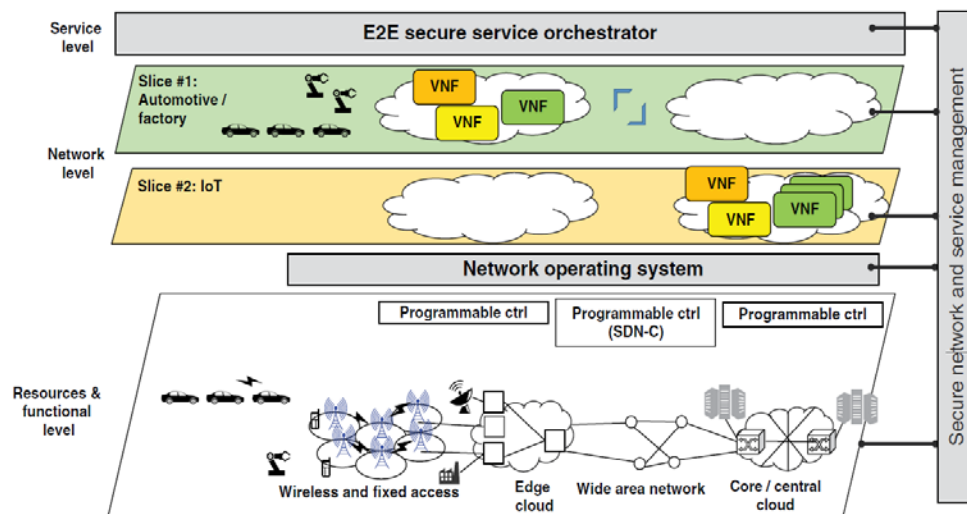 Service
level
E2E secure service orchestrator
Slice #1:
Automotive /
factory
VNF
VNF
VNF
Network
level
Slice #2: IoT
VNF
VNF
VNF
Network operating system
Programmable ctrl
Programmable ctrl
(SDN-C)
Programmable ctrl
Resources &
functional
level
Wireless and fixed access
Edge
cloud
Wide area network
Core / central
cloud
Secure network and service management